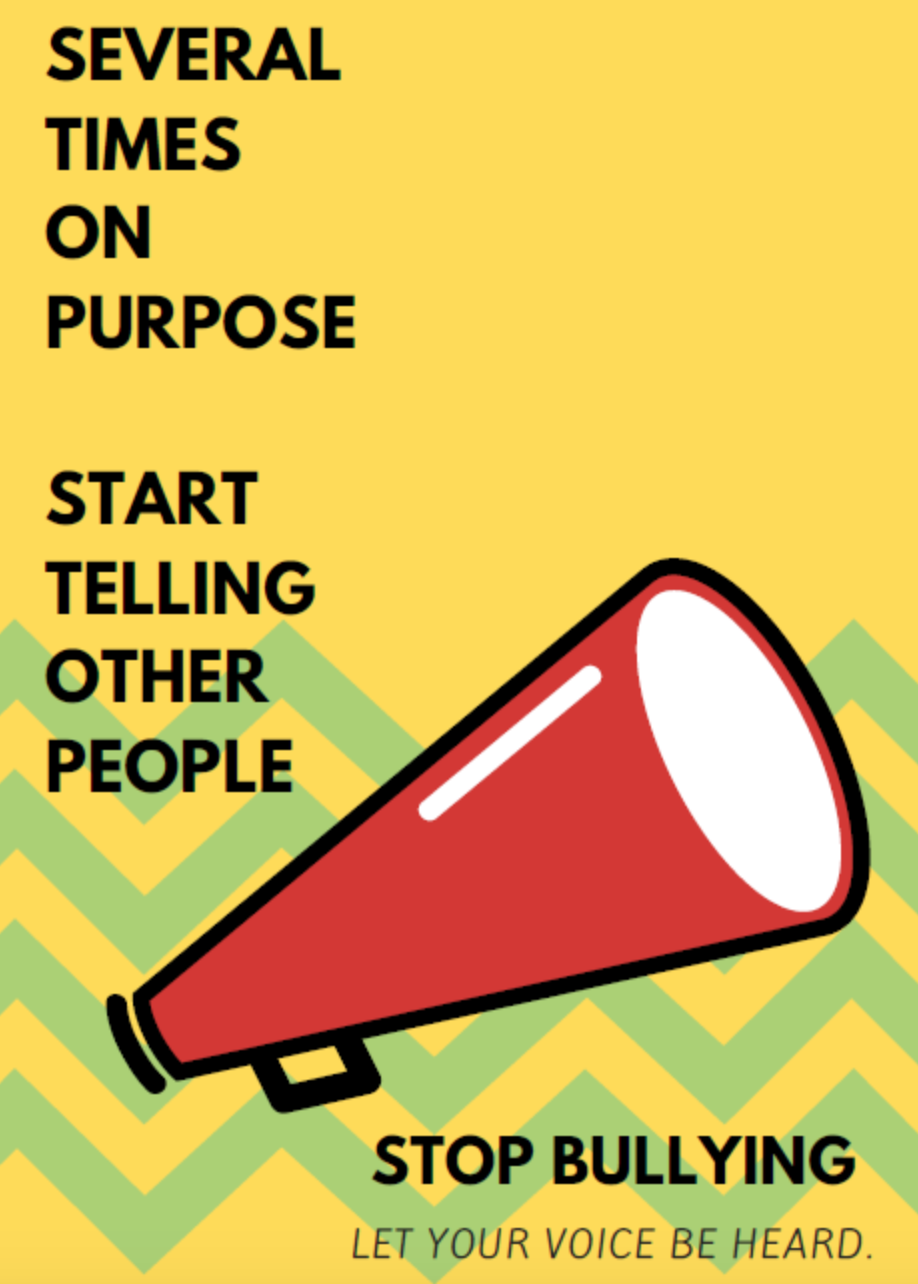 SEVERAL
TIMES
ON
PURPOSE
START
TELLING
OTHER
PEOPLE
STOP BULLYING
LET YOUR VOICE BE HEARD.